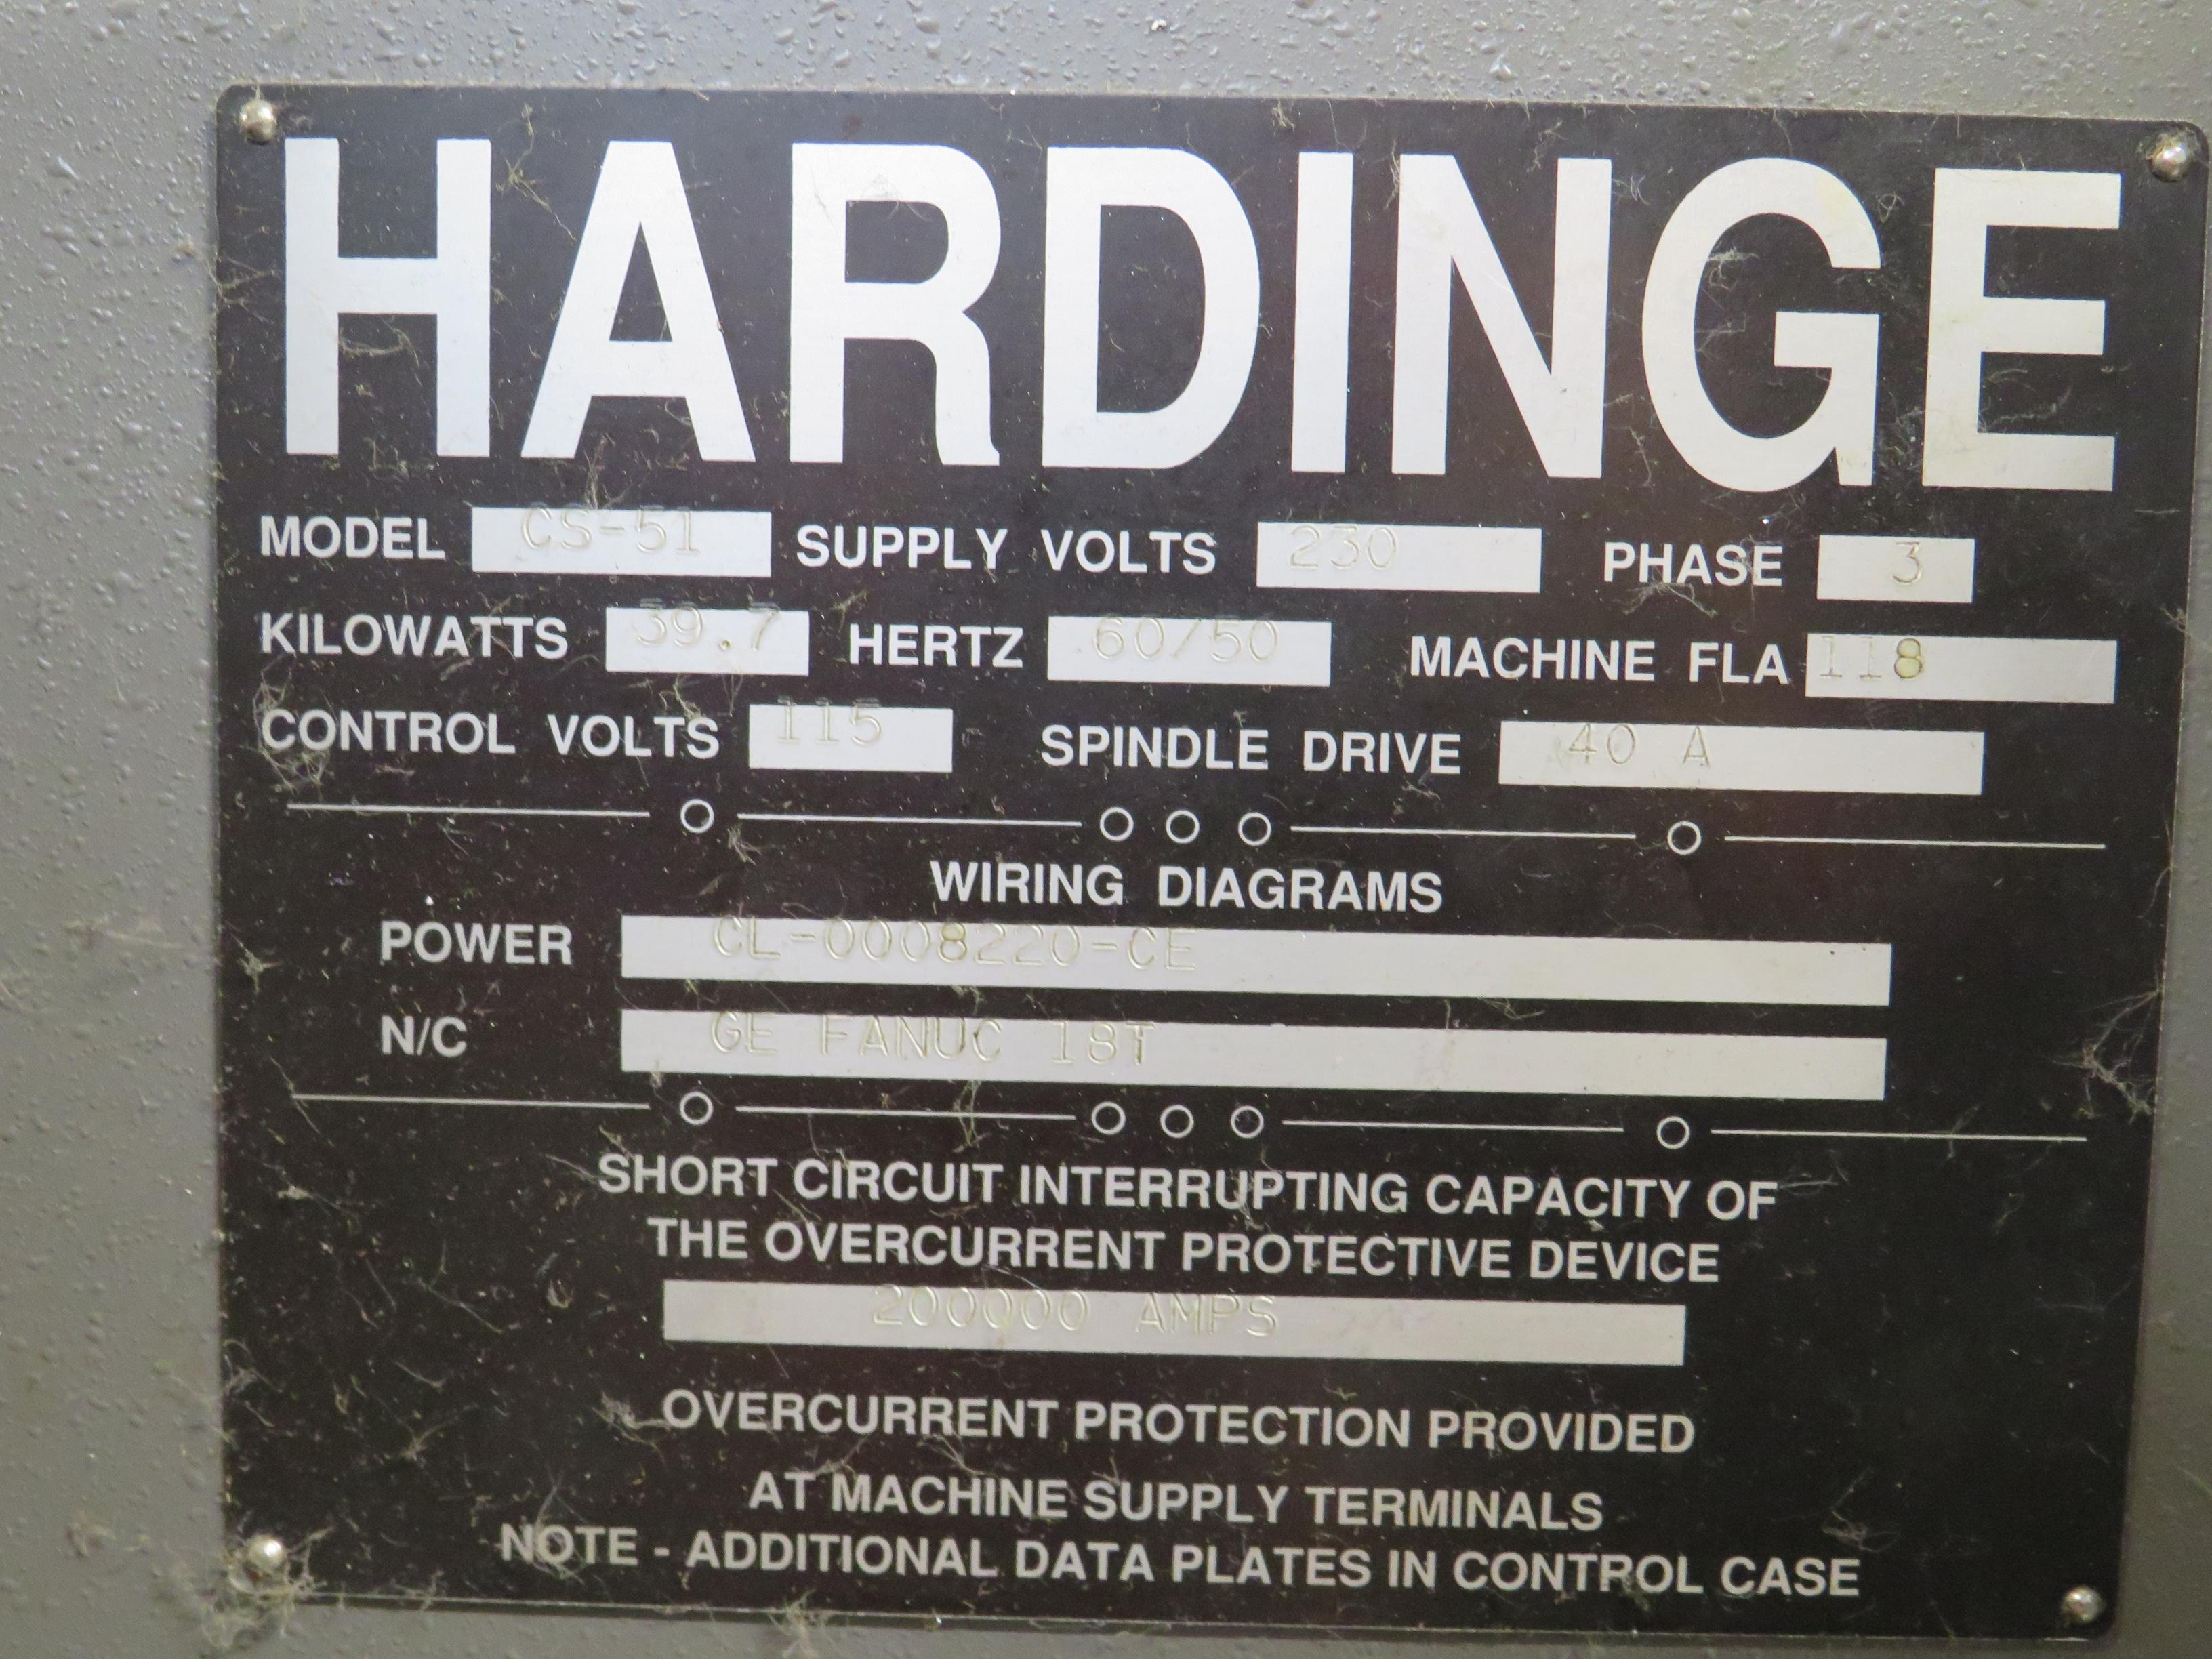 HARDINGE
MODEL CS-51 SUPPLY VOLTS 230 PHASE 3
KILOWATTS 39.7 HERTZ 60/50 MACHINE FLA 118
CONTROL VOLTS 115 SPINDLE DRIVE 40 A
WIRING DIAGRAMS
POWER CL-0008220-CE
N/C GE FANUC 18T
SHORT CIRCUIT INTERRUPTING CAPACITY OF
THE OVERCURRENT PROTECTIVE DEVICE
200000 AMPS
OVERCURRENT PROTECTION PROVIDED
AT MACHINE SUPPLY TERMINALS
NOTE - ADDITIONAL DATA PLATES IN CONTROL CASE